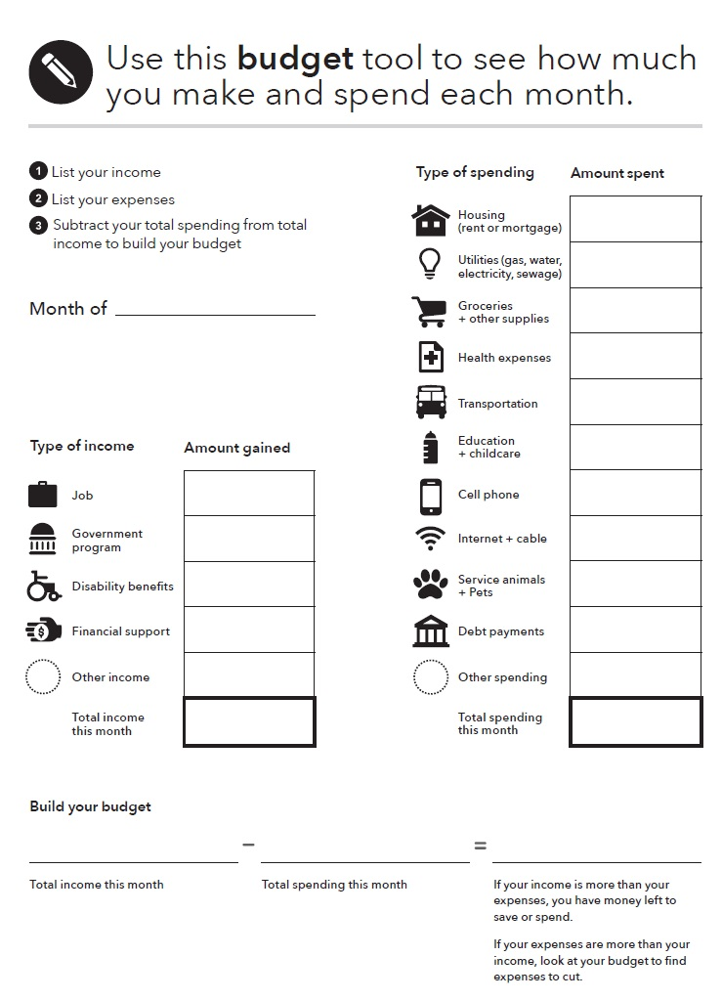 Use this budget tool to see how much
you make and spend each month.
1 List your income
2 List your expenses
3 Subtract your total spending from total
income to build your budget
Month of
Type of income
Amount gained
Job
Government
program
Disability benefits
$
Financial support
Other income
Total income
this month
Type of spending
Amount spent
Housing
(rent or mortgage)
Utilities (gas, water,
electricity, sewage)
Groceries
+ other supplies
Health expenses
Transportation
Education
+ childcare
Cell phone
Internet + cable
Service animals
+ Pets
Debt payments
Other spending
Total spending
this month
Build your budget
– =
Total income this month
Total spending this month
If your income is more than your
expenses, you have money left to
save or spend.
If your expenses are more than your
income, look at your budget to find
expenses to cut.